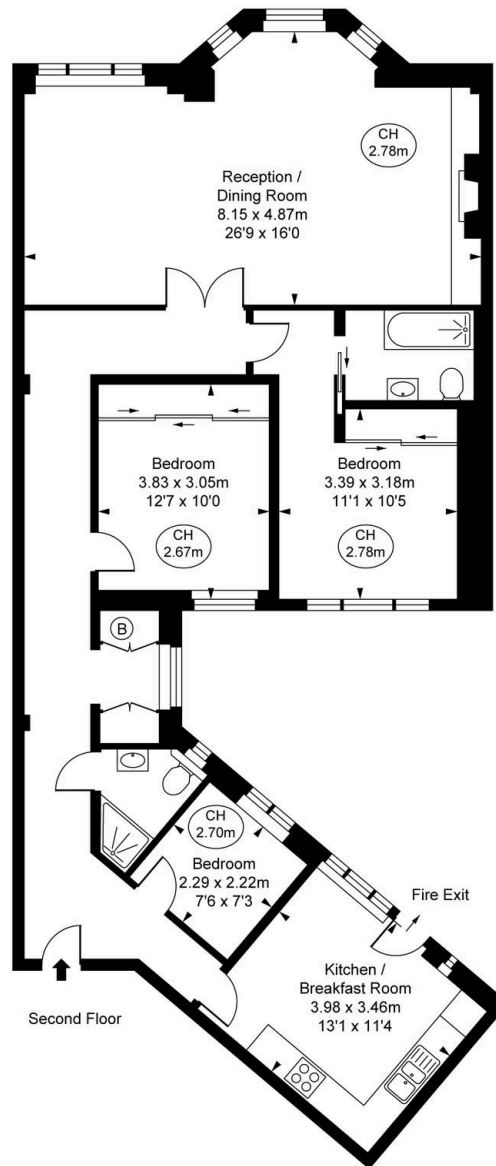 CH
2.78m
Reception /
Dining Room
8.15 x 4.87m
26'9 x 16'0
Bedroom
3.83 x 3.05m
12'7 x 10'0
CH
2.67m
Bedroom
3.39 x 3.18m
11'1 x 10'5
CH
2.78m
B
CH
2.70m
Bedroom
2.29 x 2.22m
7'6 x 7'3
Fire Exit
Kitchen /
Breakfast Room
3.98 x 3.46m
13'1 x 11'4
Second Floor